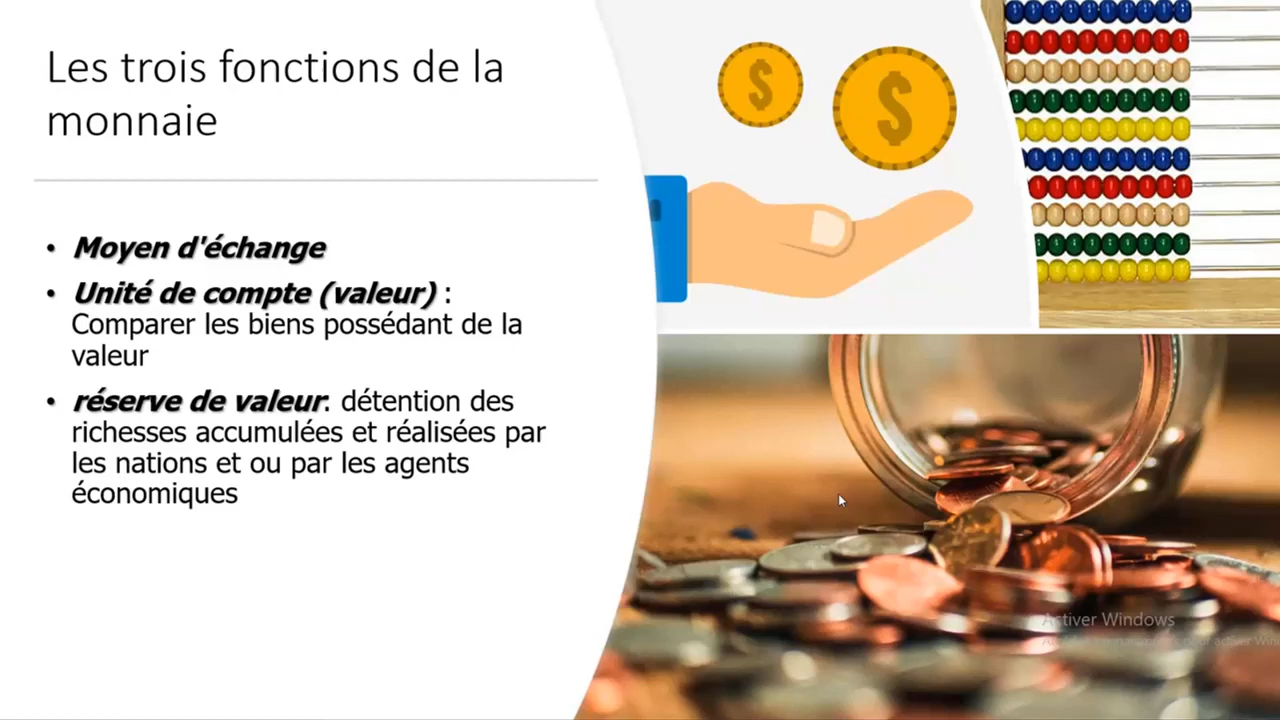 Les trois fonctions de la
monnaie
• Moyen d'échange
• Unité de compte (valeur) :
Comparer les biens possédant de la
valeur
• réserve de valeur: détention des
richesses accumulées et réalisées par
les nations et ou par les agents
économiques
$ $
Activer Windows